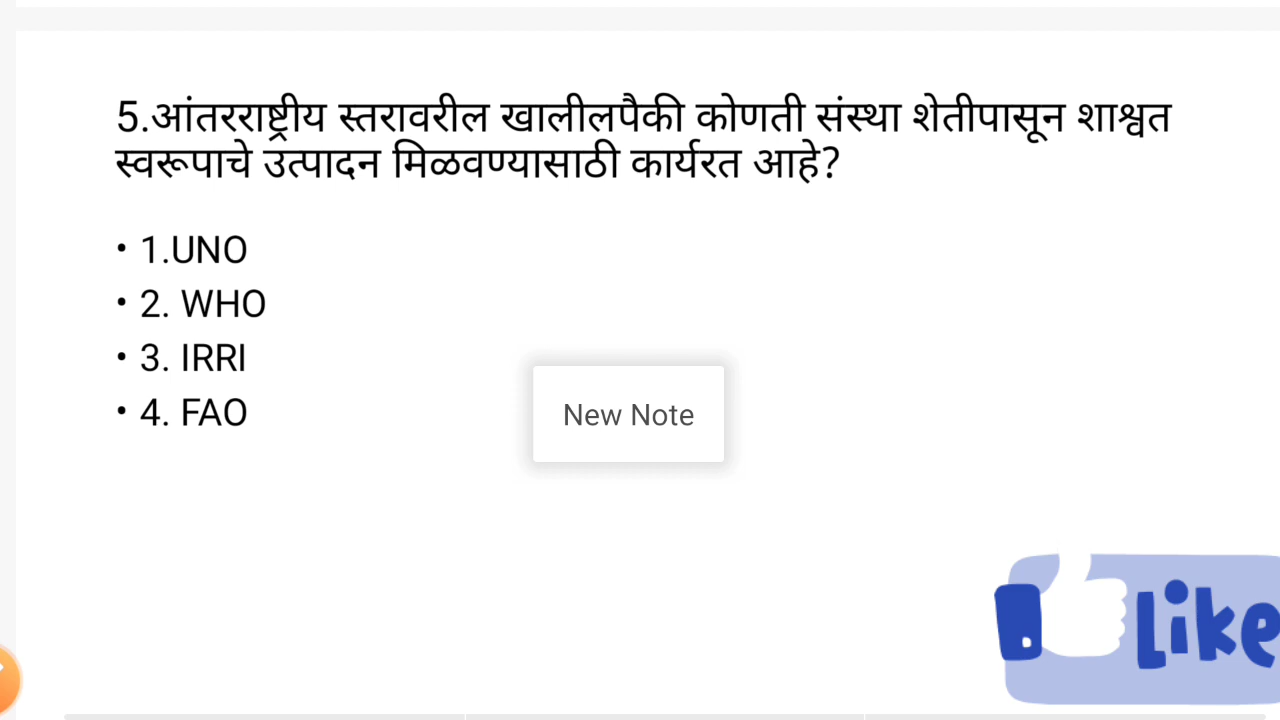 5.आंतरराष्ट्रीय स्तरावरील खालीलपैकी कोणती संस्था शेतीपासून शाश्वत
स्वरूपाचे उत्पादन मिळवण्यासाठी कार्यरत आहे?
• 1.UNO
• 2. WHO
• 3. IRRI
• 4. FAO
New Note
Like